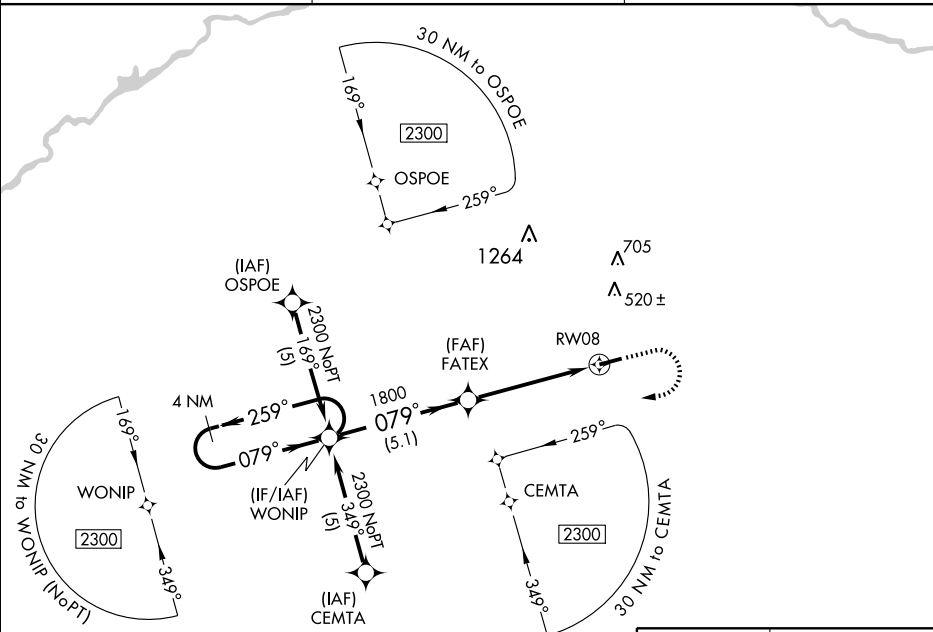 30 NM to OSPOE
169°
2300
OSPOE
259°
1264
705
520 ±
(IAF)
OSPOE
2300 NoPT
169°
(5)
(FAF)
FATEX
RW08
4 NM
259°
1800
079°
(5.1)
079°
(IF/IAF)
WONIP
2300 NoPT
349°
(5)
(IAF)
CEMTA
30 NM to WONIP (NoPT)
169°
WONIP
2300
349°
259°
CEMTA
2300
349°
30 NM to CEMTA